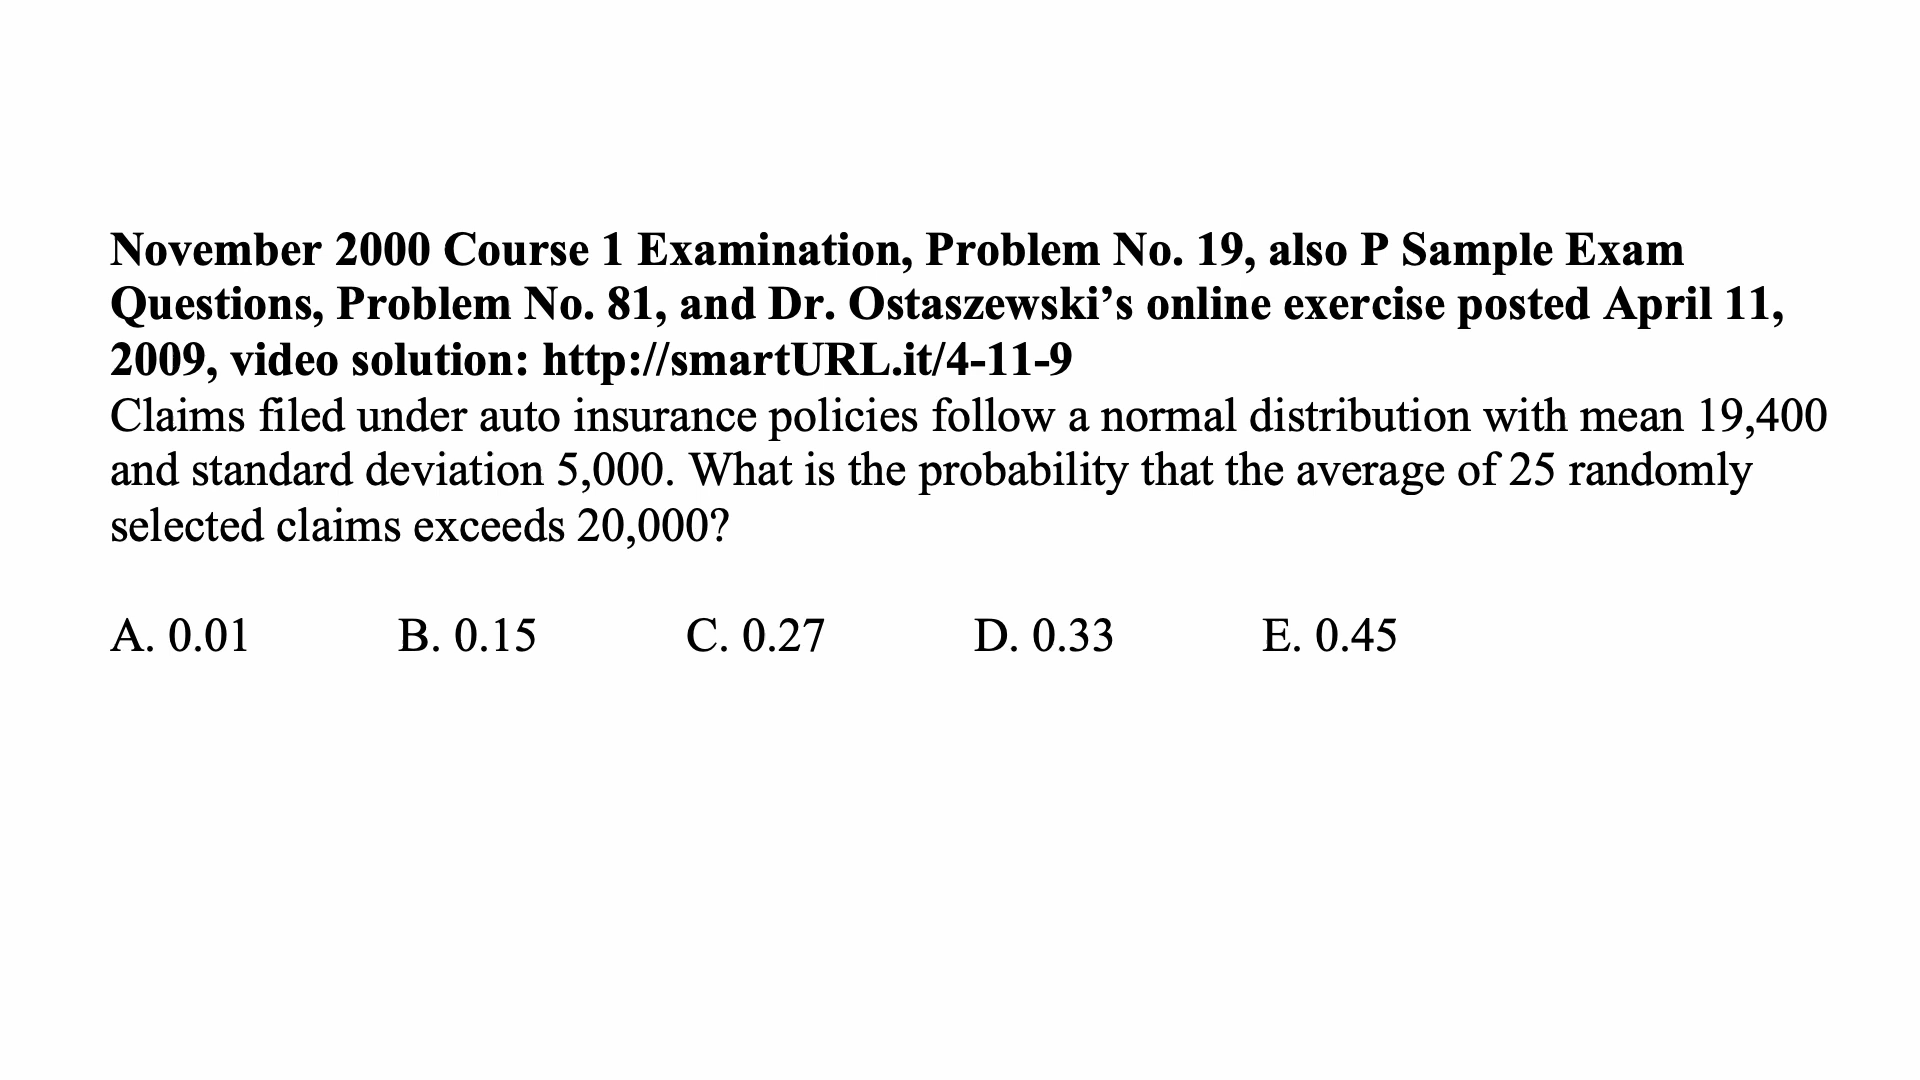 November 2000 Course 1 Examination, Problem No. 19, also P Sample Exam
Questions, Problem No. 81, and Dr. Ostaszewski’s online exercise posted April 11,
2009, video solution: http://smartURL.it/4-11-9
Claims filed under auto insurance policies follow a normal distribution with mean 19,400
and standard deviation 5,000. What is the probability that the average of 25 randomly
selected claims exceeds 20,000?
A. 0.01 B. 0.15 C. 0.27 D. 0.33 E. 0.45